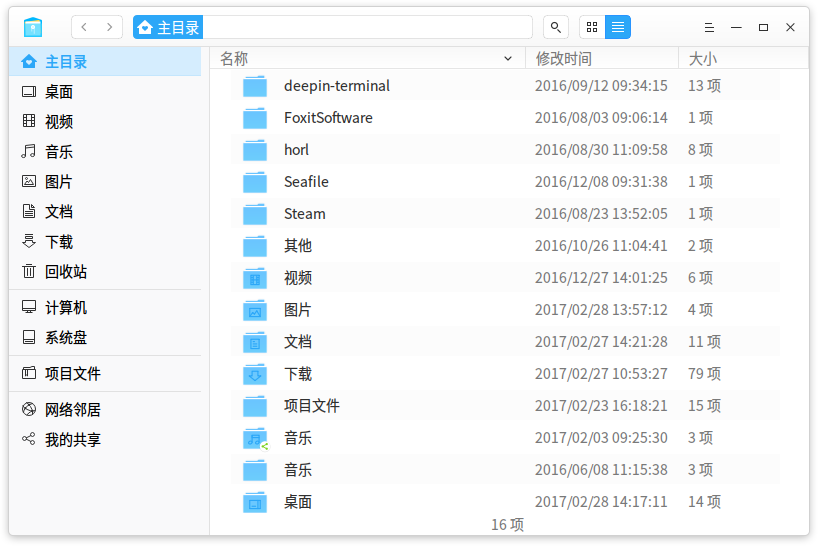 主目录
名称 修改时间 大小
主目录
桌面
视频
音乐
图片
文档
下载
回收站
计算机
系统盘
项目文件
网络邻居
我的共享
deepin-terminal 2016/09/12 09:34:15 13 项
FoxitSoftware 2016/08/03 09:06:14 1 项
horl 2016/08/30 11:09:58 8 项
Seafile 2016/12/08 09:31:38 1 项
Steam 2016/08/23 13:52:05 1 项
其他 2016/10/26 11:04:41 2 项
视频 2016/12/27 14:01:25 6 项
图片 2017/02/28 13:57:12 4 项
文档 2017/02/27 14:21:28 11 项
下载 2017/02/27 10:53:27 79 项
项目文件 2017/02/23 16:18:21 15 项
音乐 2017/02/03 09:25:30 3 项
音乐 2016/06/08 11:15:38 3 项
桌面 2017/02/28 14:17:11 14 项
16 项